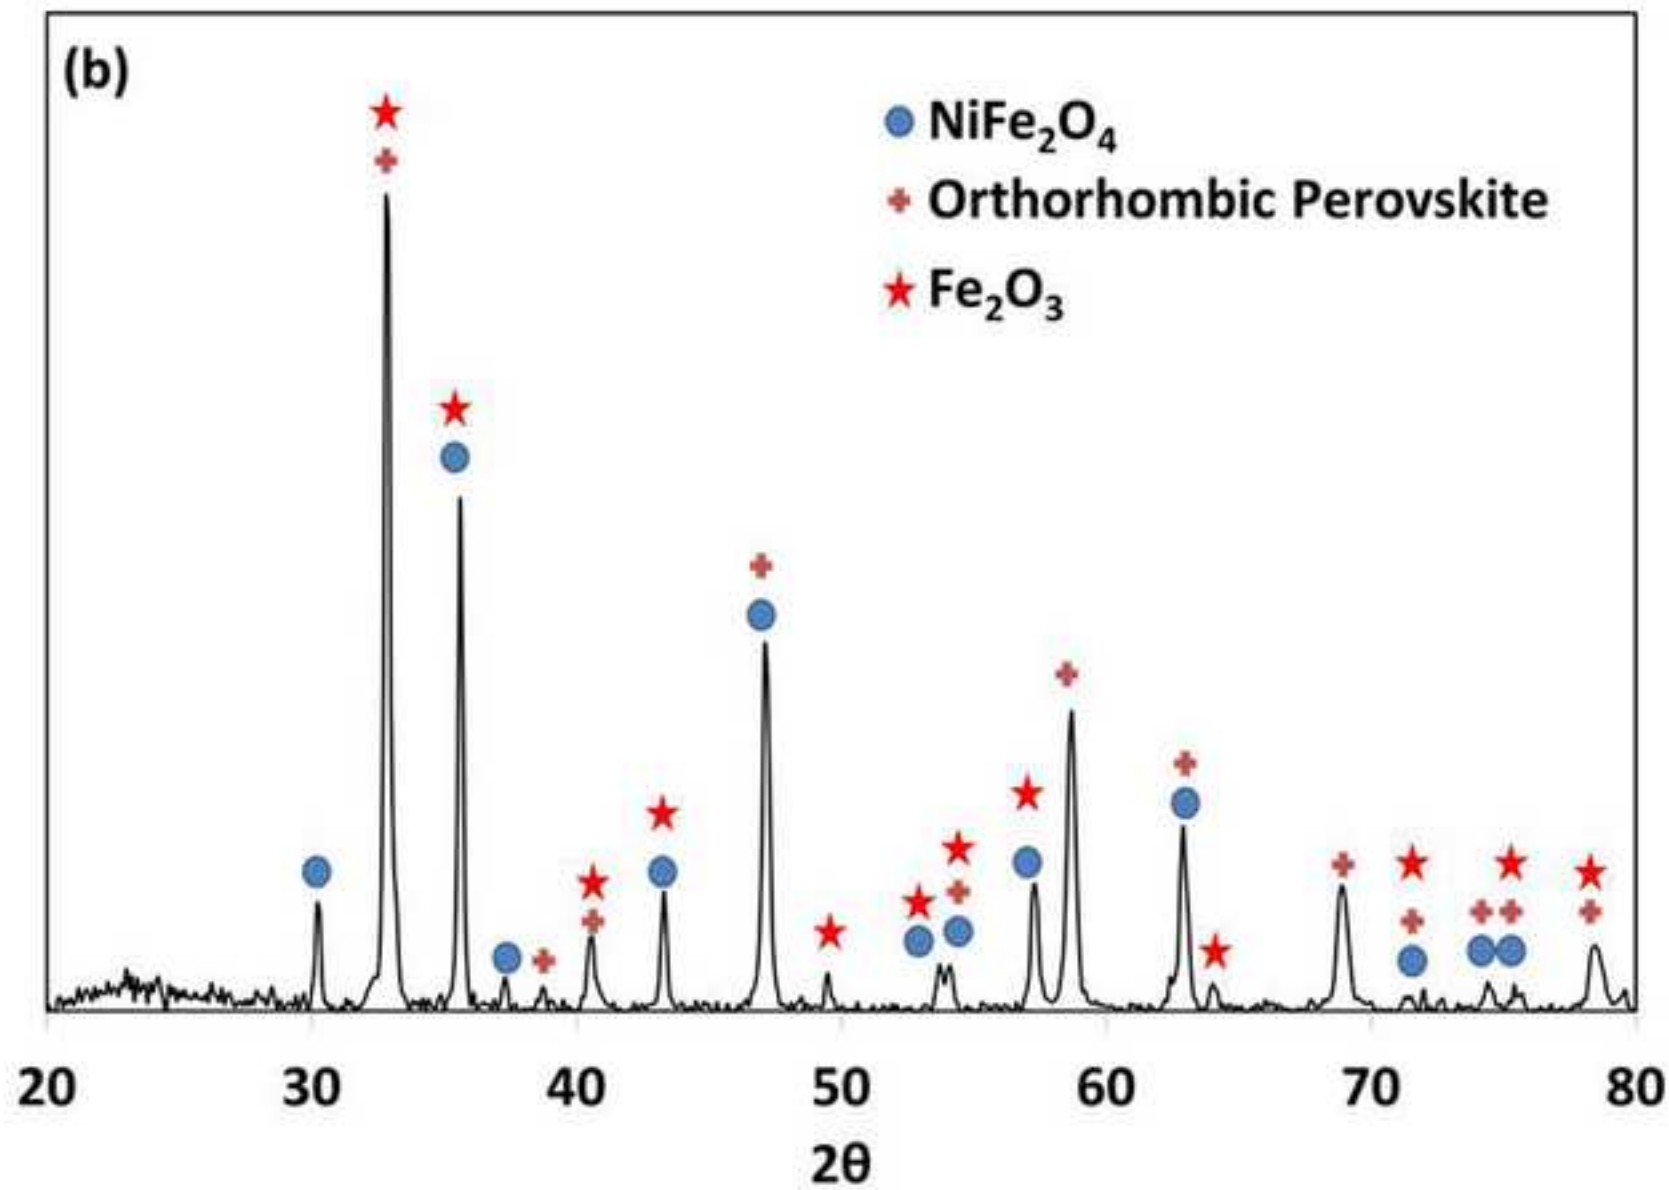 (b)
NiFe₂O₄
Orthorhombic Perovskite
Fe₂O₃
20 30 40 50 60 70 80
2θ